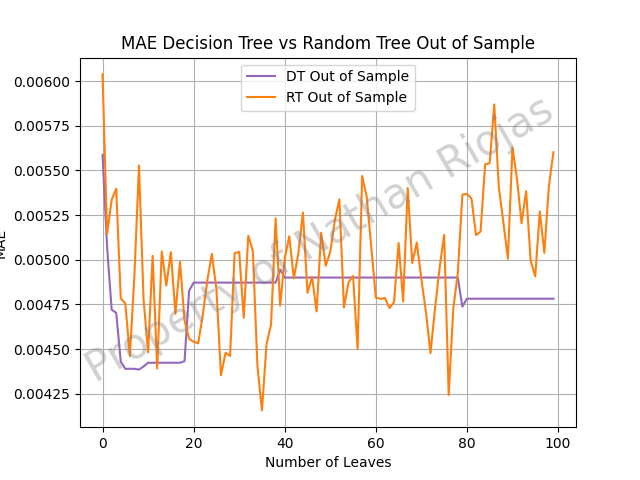 MAE Decision Tree vs Random Tree Out of Sample
DT Out of Sample
RT Out of Sample
0.00600
0.00575
0.00550
0.00525
0.00500
0.00475
0.00450
0.00425
MAE
0 20 40 60 80 100
Number of Leaves
Property of Nathan Riojas